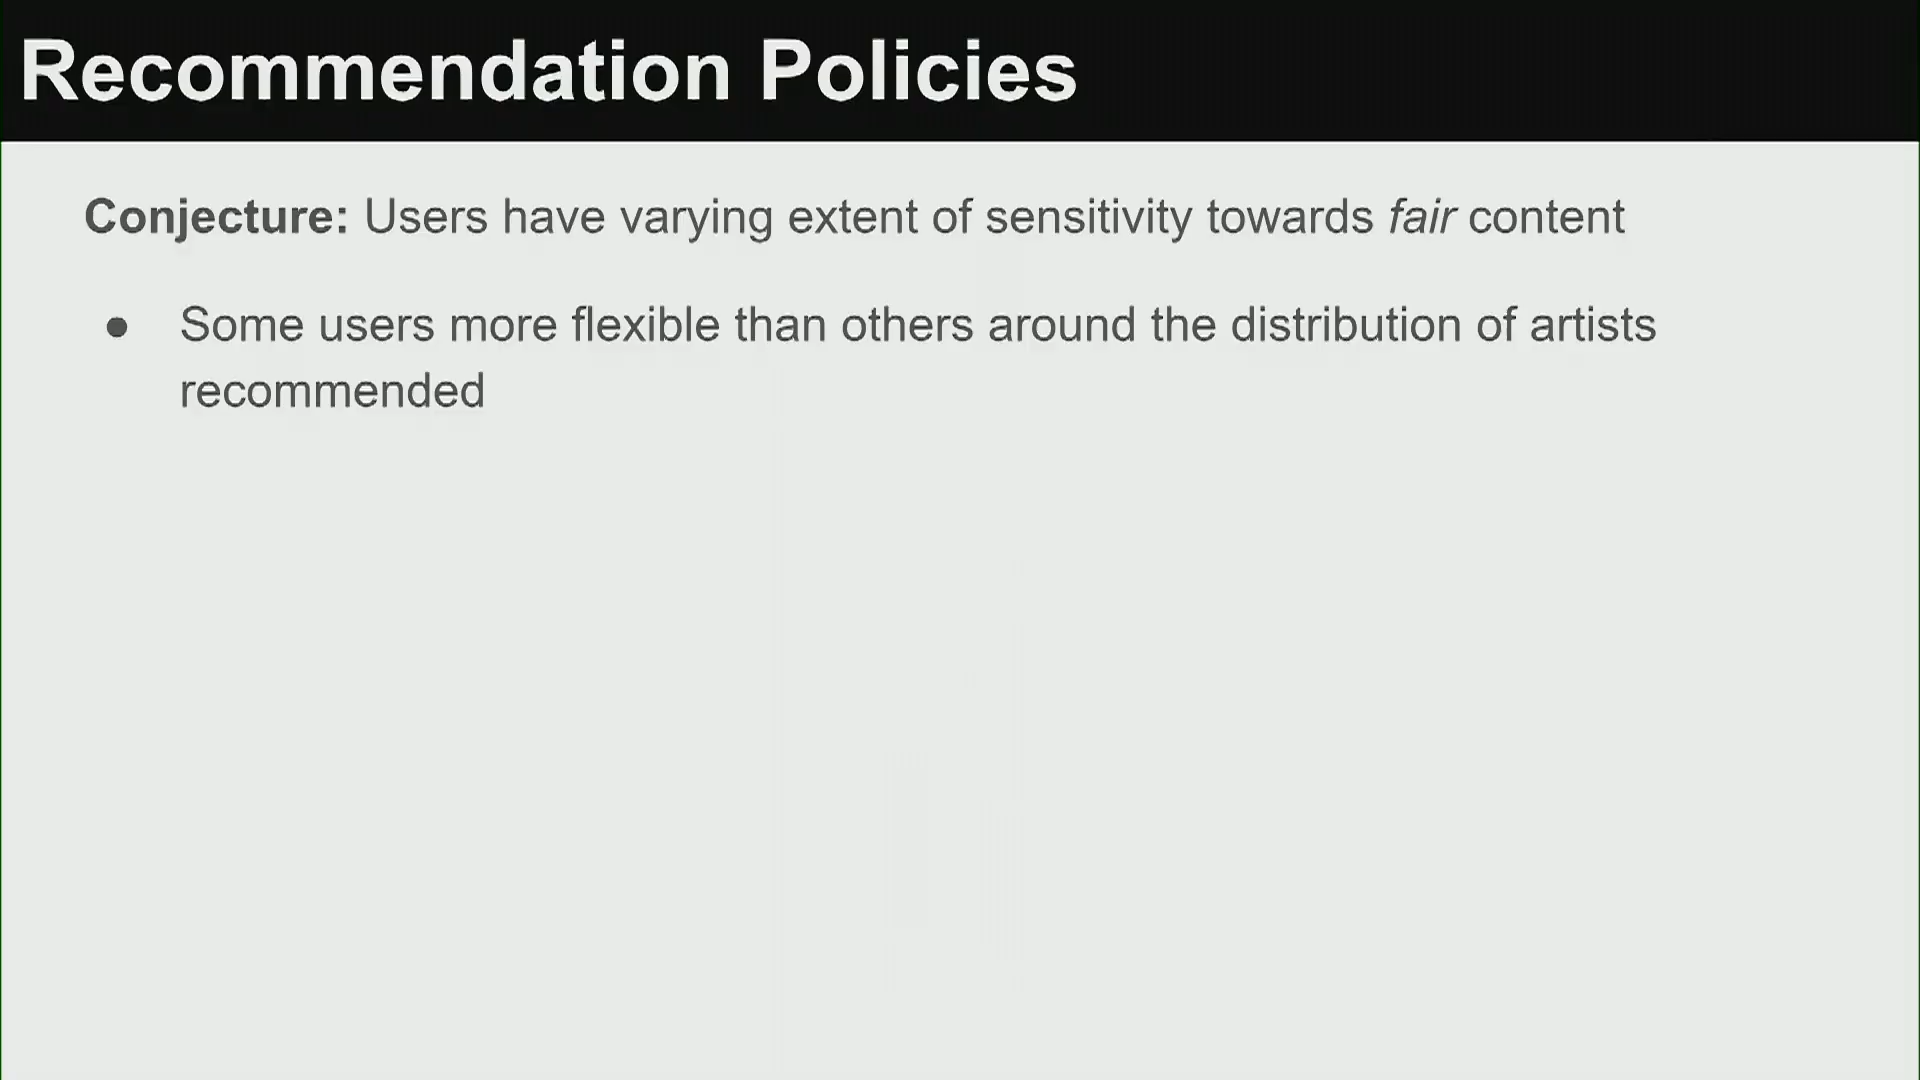 Recommendation Policies
Conjecture: Users have varying extent of sensitivity towards fair content
● Some users more flexible than others around the distribution of artists
recommended